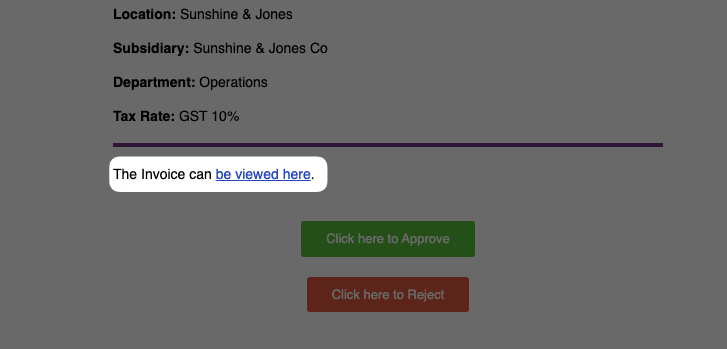 Location: Sunshine & Jones
Subsidiary: Sunshine & Jones Co
Department: Operations
Tax Rate: GST 10%
The Invoice can be viewed here.
Click here to Approve
Click here to Reject